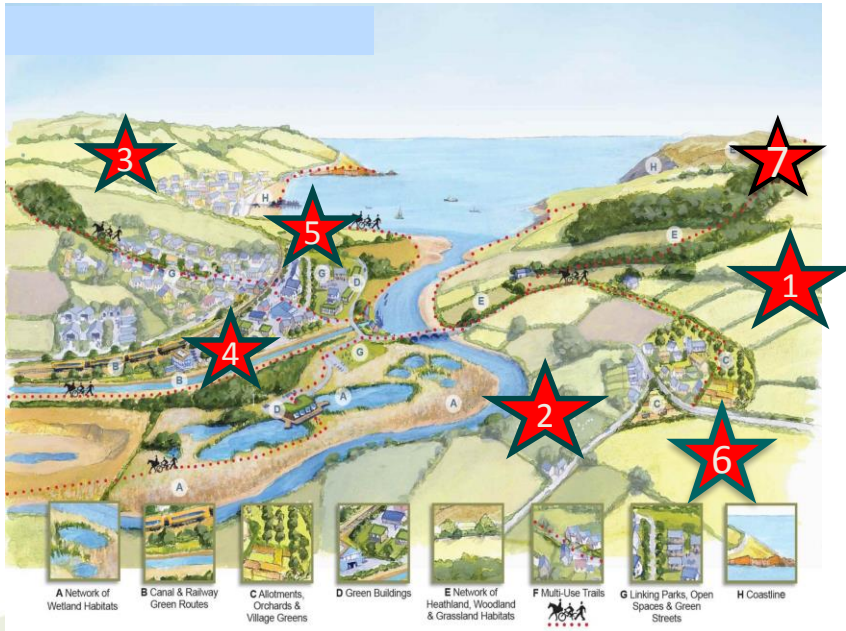 3
7
E
H
H
5
E
1
G
G
D
E
4
B
B
G
C
C
D
A
A
2
A
6
A Network of
Wetland Habitats
B Canal & Railway
Green Routes
C Allotments,
Orchards &
Village Greens
D Green Buildings
E Network of
Heathland, Woodland
& Grassland Habitats
F Multi-Use Trails
G Linking Parks, Open
Spaces & Green
Streets
H Coastline